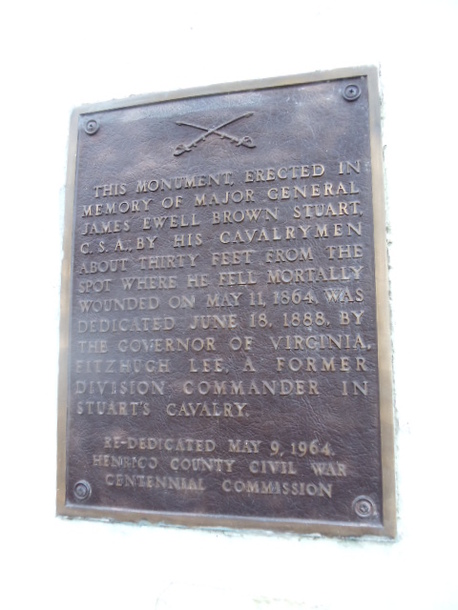 THIS MONUMENT, ERECTED IN
MEMORY OF MAJOR GENERAL
JAMES EWELL BROWN STUART,
C. S. A., BY HIS CAVALRYMEN
ABOUT THIRTY FEET FROM THE
SPOT WHERE HE FELL MORTALLY
WOUNDED ON MAY 11, 1864, WAS
DEDICATED JUNE 18, 1888, BY
THE GOVERNOR OF VIRGINIA,
FITZHUGH LEE, A FORMER
DIVISION COMMANDER IN
STUART'S CAVALRY.
RE-DEDICATED MAY 9, 1964.
HENRICO COUNTY CIVIL WAR
CENTENNIAL COMMISSION